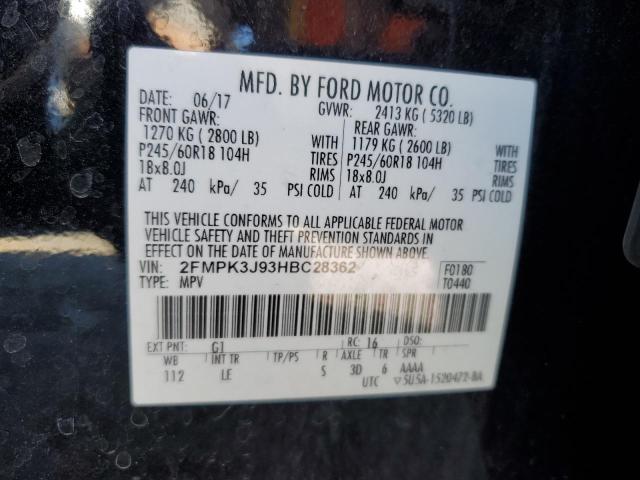 MFD. BY FORD MOTOR CO.
DATE: 06/17 GVWR: 2413 KG ( 5320 LB)
FRONT GAWR: REAR GAWR:
1270 KG ( 2800 LB) WITH 1179 KG ( 2600 LB) WITH
P245/60R18 104H TIRES P245/60R18 104H TIRES
18x8.0J RIMS 18x8.0J RIMS
AT 240 kPa/ 35 PSI COLD AT 240 kPa/ 35 PSI COLD
THIS VEHICLE CONFORMS TO ALL APPLICABLE FEDERAL MOTOR
VEHICLE SAFETY AND THEFT PREVENTION STANDARDS IN
EFFECT ON THE DATE OF MANUFACTURE SHOWN ABOVE.
VIN: 2FMPK3J93HBC28362 F0180
TYPE: MPV T0440
EXT PNT: G1 RC: 16 DSO:
WB INT TR TP/PS R AXLE TR SPR
112 LE S 3D 6 AAAA
UTC ▽SU5A-1520472-BA